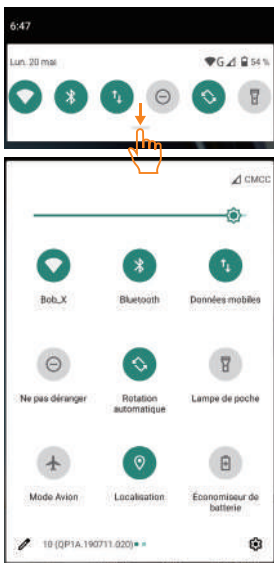 6:47
Lun. 20 mai G 54 %
CMCC
Bob_X Bluetooth Données mobiles
Ne pas déranger Rotation automatique Lampe de poche
Mode Avion Localisation Économiseur de batterie
10 (QP1A.190711.020)